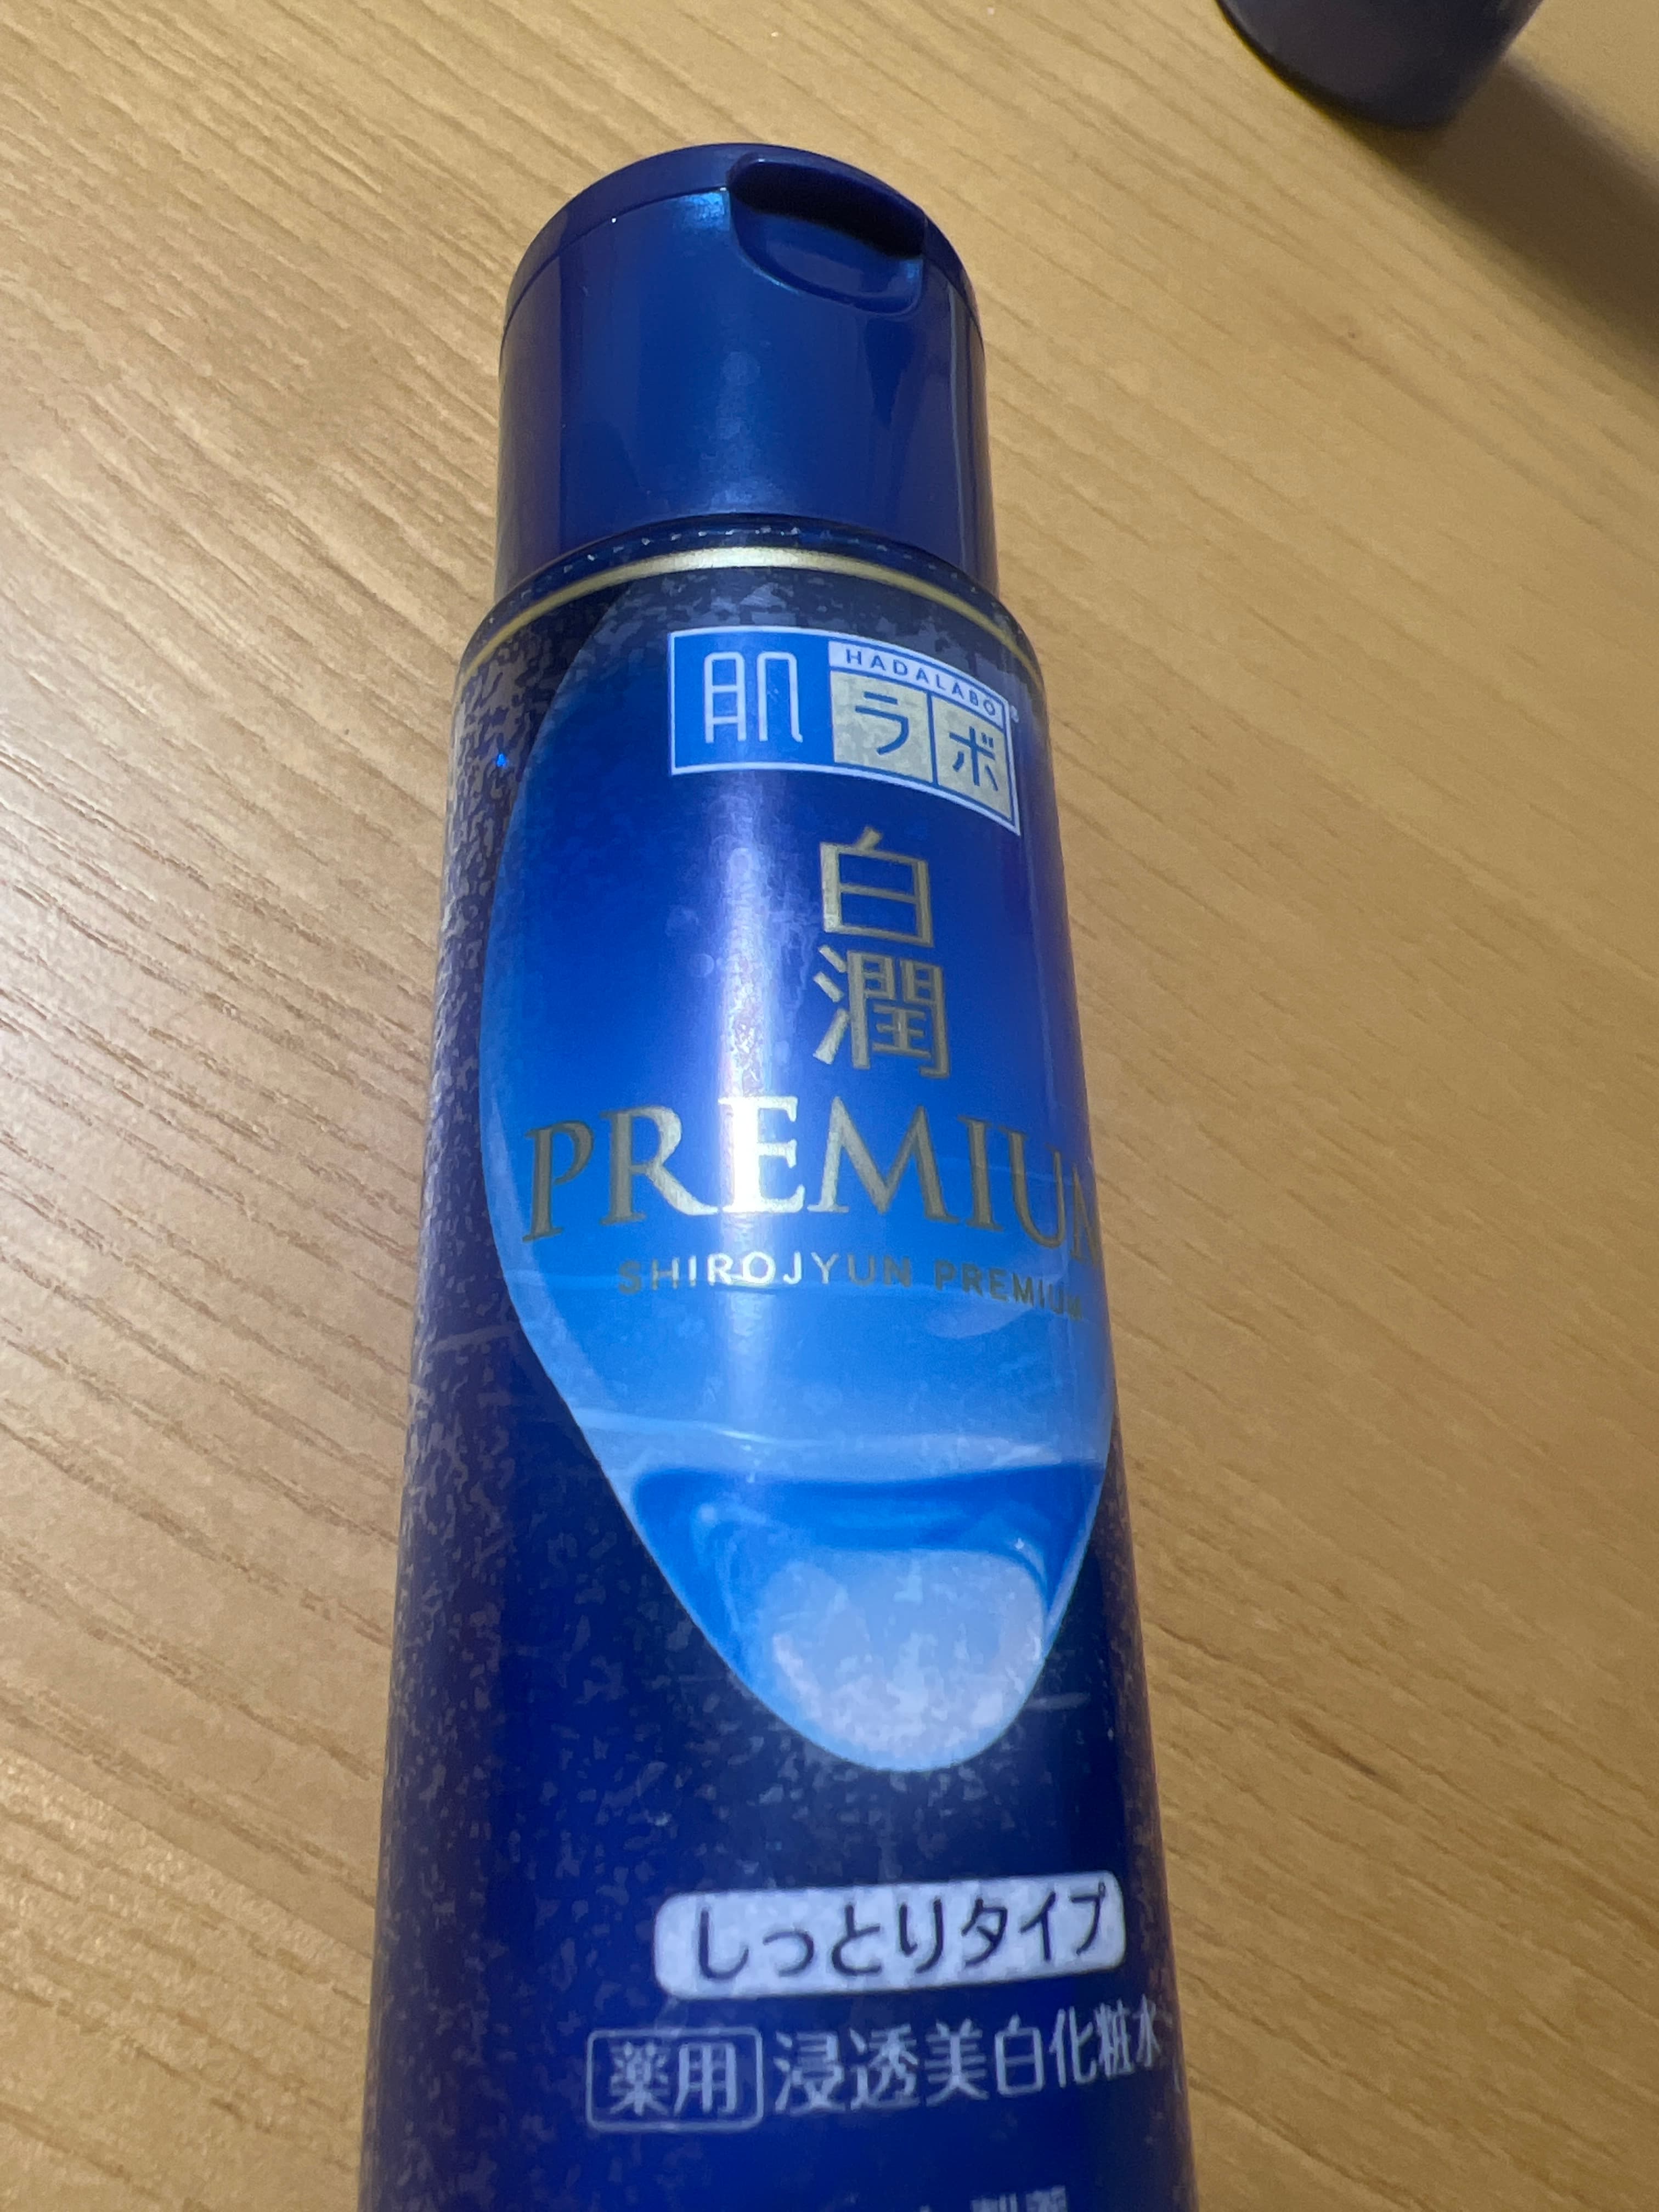 HADALABO
肌ラボ®
白潤
PREMIUM
SHIROJYUN PREMIUM
しっとりタイプ
薬用 浸透美白化粧水